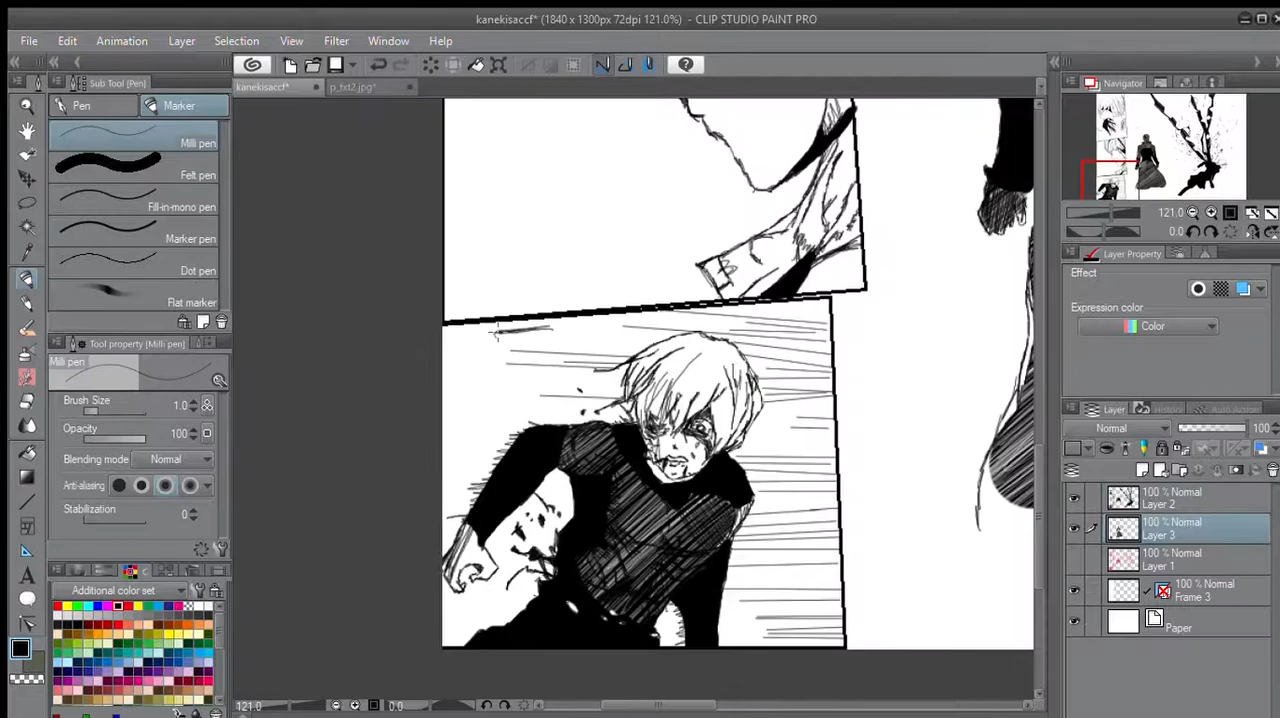 kanekisaccf* (1840 x 1300px 72dpi 121.0%) - CLIP STUDIO PAINT PRO
File Edit Animation Layer Selection View Filter Window Help
Sub Tool [Pen]
kanekisaccf*
p_fxt2.jpg*
Navigator
Pen
Marker
Milli pen
Felt pen
Fill-in-mono pen
Marker pen
Dot pen
Flat marker
Tool property [Milli pen]
Milli pen
Brush Size 1.0
Opacity 100
Blending mode Normal
Anti-aliasing
Stabilization 0
Additional color set
121.0
0.0
121.0
0.0
Layer Property
Effect
Expression color
Color
Layer
History
Auto Action
Normal
100
100 % Normal
Layer 2
100 % Normal
Layer 3
100 % Normal
Layer 1
100 % Normal
Frame 3
Paper